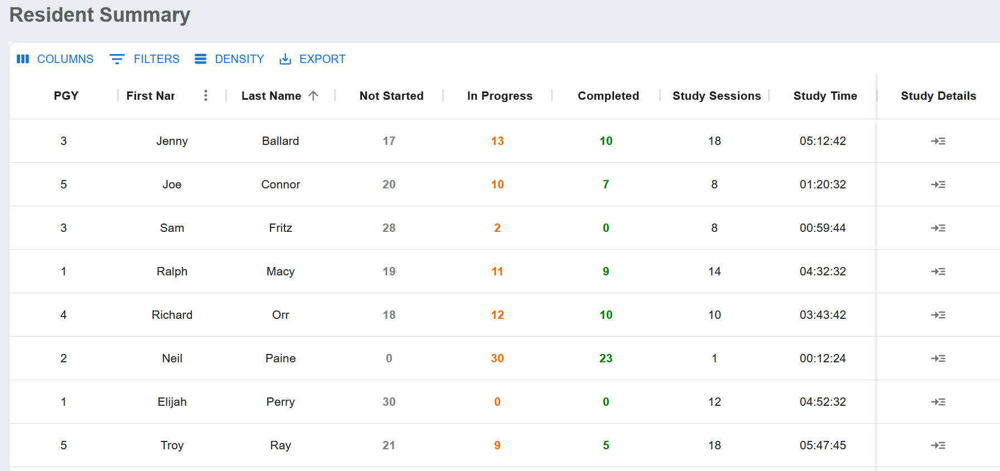 Resident Summary
COLUMNS FILTERS DENSITY EXPORT
PGY First Nar Last Name Not Started In Progress Completed Study Sessions Study Time Study Details
3 Jenny Ballard 17 13 10 18 05:12:42
5 Joe Connor 20 10 7 8 01:20:32
3 Sam Fritz 28 2 0 8 00:59:44
1 Ralph Macy 19 11 9 14 04:32:32
4 Richard Orr 18 12 10 10 03:43:42
2 Neil Paine 0 30 23 1 00:12:24
1 Elijah Perry 30 0 0 12 04:52:32
5 Troy Ray 21 9 5 18 05:47:45